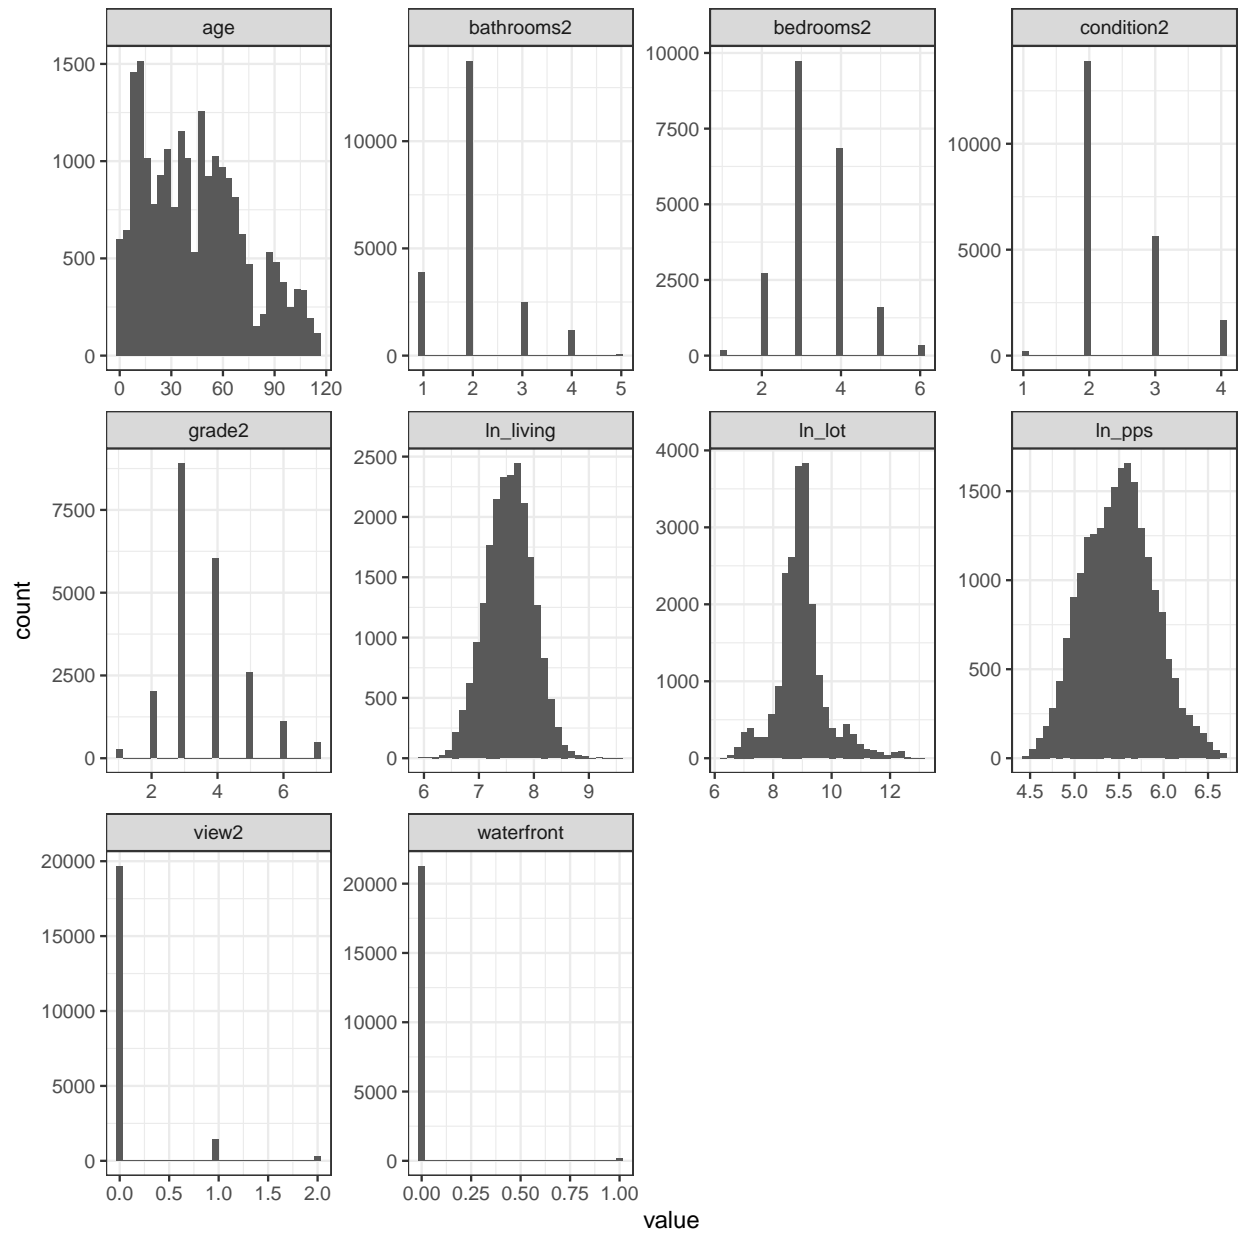 age
bathrooms2
bedrooms2
condition2
1500
1000
500
0
0 30 60 90 120
10000
5000
0
1 2 3 4 5
10000
7500
5000
2500
0
2 4 6
10000
5000
0
1 2 3 4
grade2
ln_living
ln_lot
ln_pps
7500
5000
2500
0
2 4 6
2500
2000
1500
1000
500
0
6 7 8 9
4000
3000
2000
1000
0
6 8 10 12
1500
1000
500
0
4.5 5.0 5.5 6.0 6.5
view2
waterfront
20000
15000
10000
5000
0
0.0 0.5 1.0 1.5 2.0
20000
15000
10000
5000
0
0.00 0.25 0.50 0.75 1.00
count
value